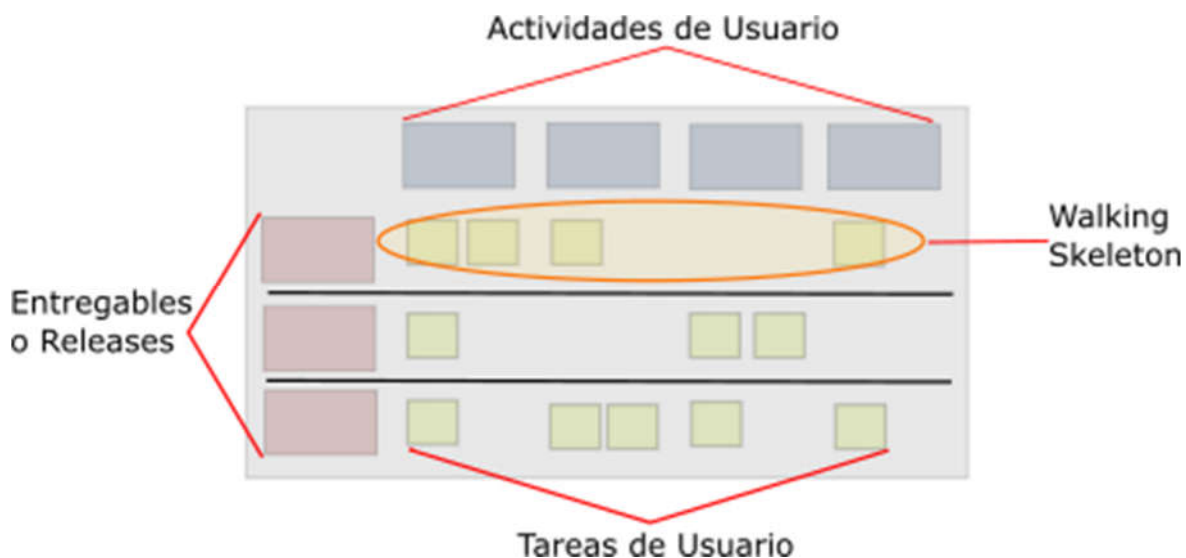 Actividades de Usuario
Walking
Skeleton
Entregables
o Releases
Tareas de Usuario